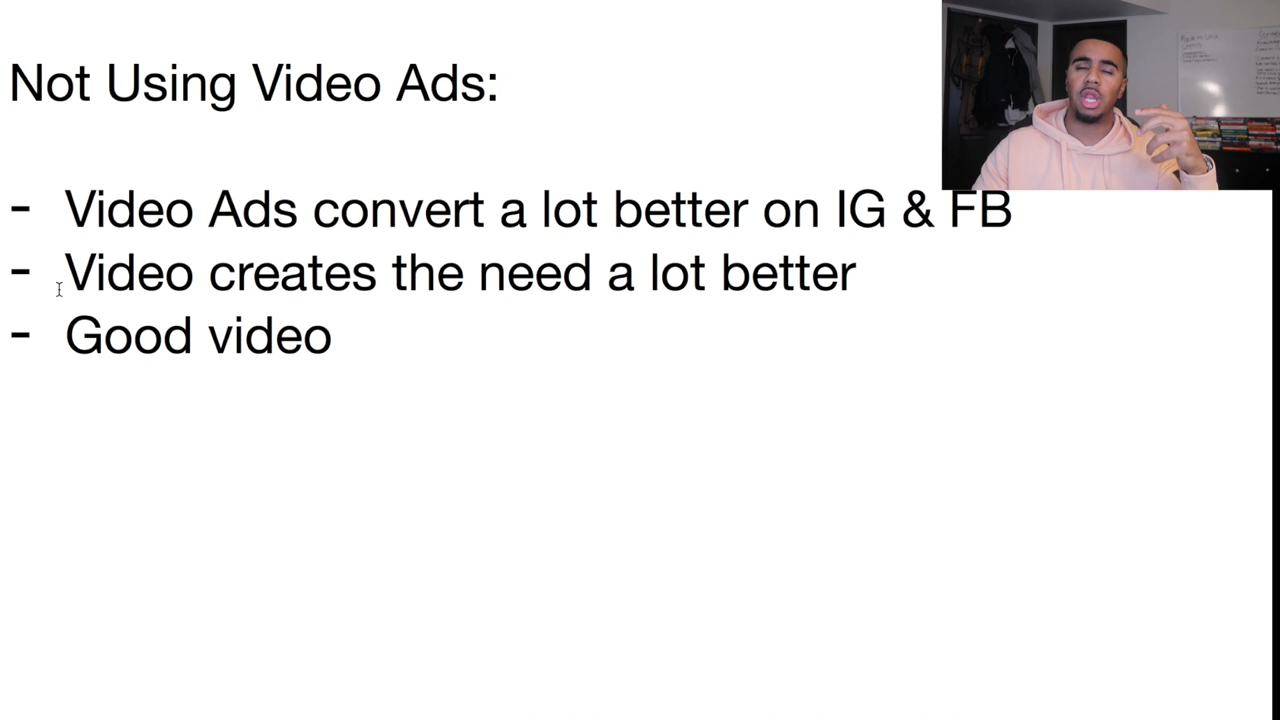 Not Using Video Ads:
- Video Ads convert a lot better on IG & FB
- Video creates the need a lot better
- Good video